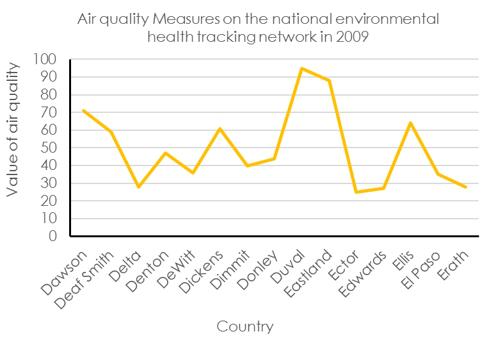 Air quality Measures on the national environmental
health tracking network in 2009
Value of air quality
100
90
80
70
60
50
40
30
20
10
0
Dawson
Deaf Smith
Delta
Denton
DeWitt
Dickens
Dimmit
Donley
Duval
Eastland
Ector
Edwards
Ellis
El Paso
Erath
Country